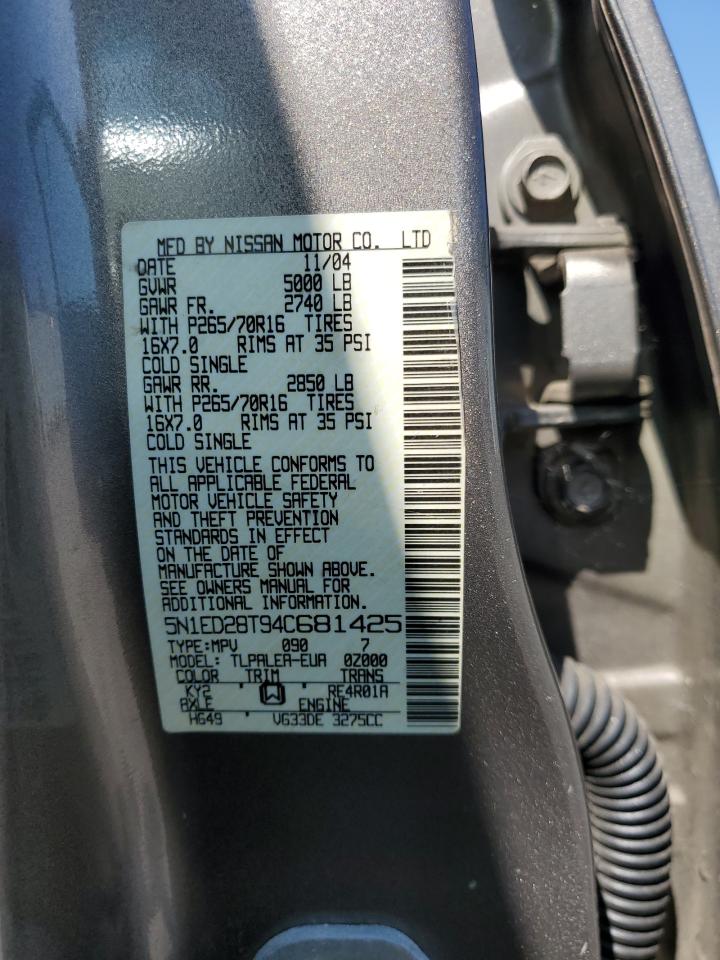 MFD BY NISSAN MOTOR CO. LTD
DATE 11/04
GVWR 5000 LB
GAWR FR. 2740 LB
WITH P265/70R16 TIRES
16X7.0 RIMS AT 35 PSI
COLD SINGLE
GAWR RR. 2850 LB
WITH P265/70R16 TIRES
16X7.0 RIMS AT 35 PSI
COLD SINGLE
THIS VEHICLE CONFORMS TO
ALL APPLICABLE FEDERAL
MOTOR VEHICLE SAFETY
AND THEFT PREVENTION
STANDARDS IN EFFECT
ON THE DATE OF
MANUFACTURE SHOWN ABOVE.
SEE OWNERS MANUAL FOR
ADDITIONAL INFORMATION.
5N1ED28T94C681425
TYPE:MPV 090 7
MODEL: TLPALEA-EUA 0Z000
COLOR TRIM TRANS
KY2 W RE4R01A
AXLE ENGINE
HG49 VG33DE 3275CC